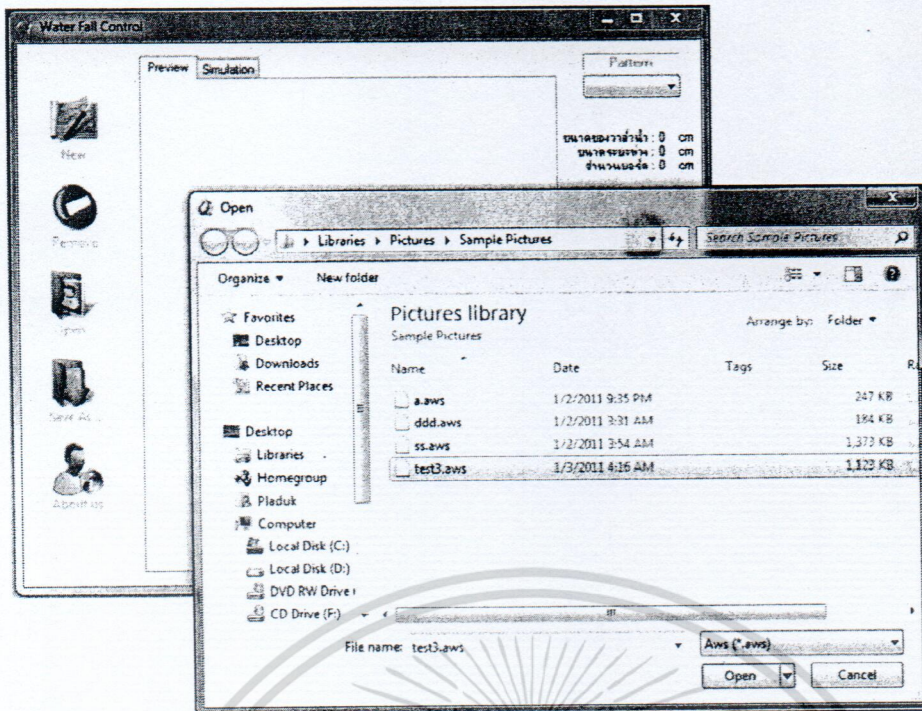 Water Fall Control
Preview Simulation
Pattern
ขนาดของวาล์วน้ำ : 0 cm
ขนาดระยะห่าง : 0 cm
จำนวนบอร์ด : 0 cm
New
Remove
Open
Save As...
About us
Open
Libraries Pictures Sample Pictures
Search Sample Pictures
Organize New folder
Favorites
Desktop
Downloads
Recent Places
Desktop
Libraries
Homegroup
Pladuk
Computer
Local Disk (C:)
Local Disk (D:)
DVD RW Drive
CD Drive (F:)
Pictures library
Sample Pictures
Arrange by: Folder
Name Date Tags Size
a.aws 1/2/2011 9:35 PM 247 KB
ddd.aws 1/2/2011 3:31 AM 184 KB
ss.aws 1/2/2011 3:54 AM 1,373 KB
test3.aws 1/3/2011 4:16 AM 1,123 KB
File name: test3.aws
Aws (*.aws)
Open Cancel